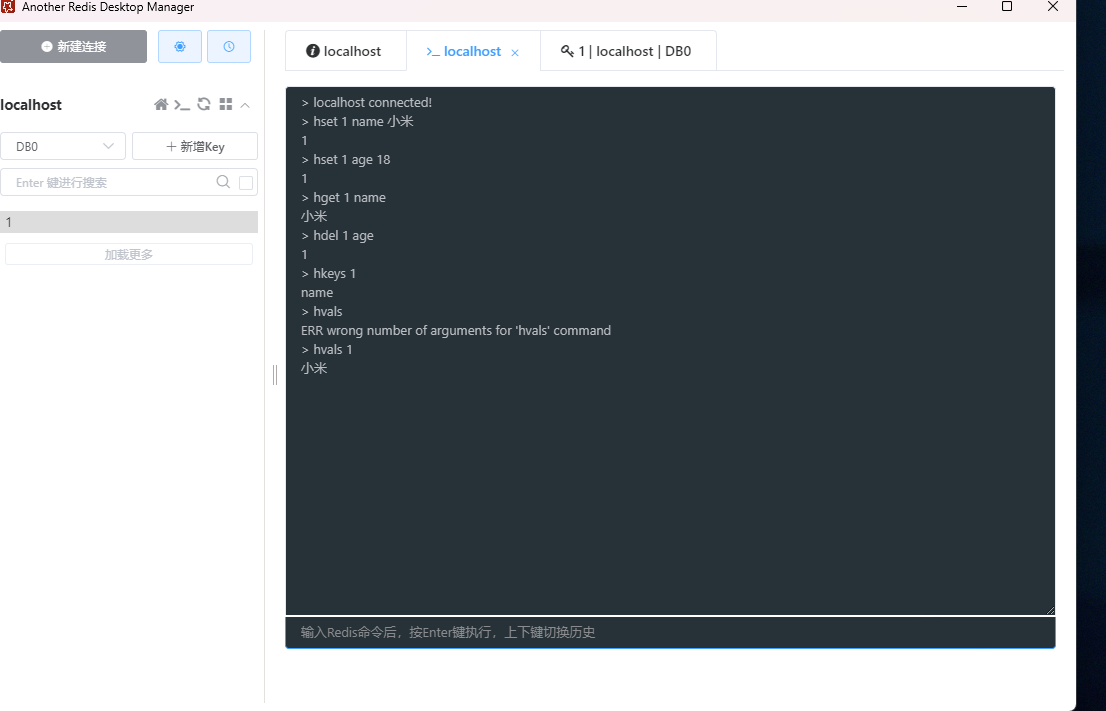 Another Redis Desktop Manager
新建连接
localhost
DB0
+ 新增Key
Enter 键进行搜索
1
加载更多
localhost
>_ localhost ×
1 | localhost | DB0
> localhost connected!
> hset 1 name 小米
1
> hset 1 age 18
1
> hget 1 name
小米
> hdel 1 age
1
> hkeys 1
name
> hvals
ERR wrong number of arguments for 'hvals' command
> hvals 1
小米
输入Redis命令后，按Enter键执行，上下键切换历史